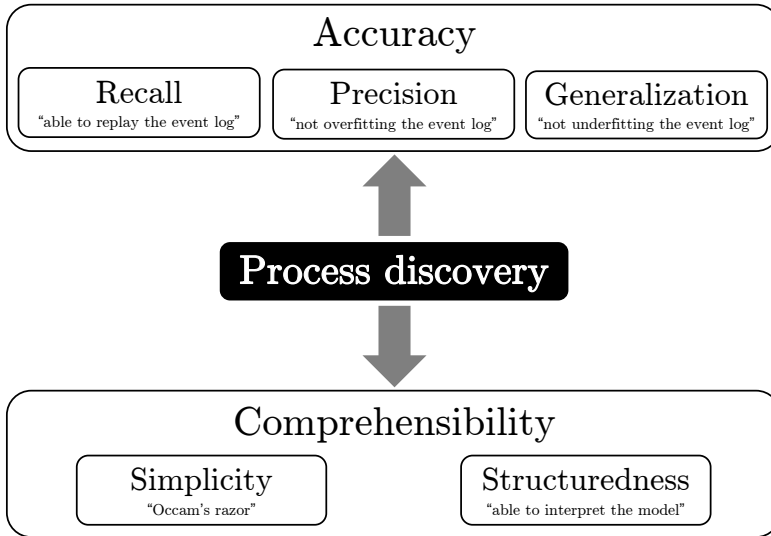 Accuracy
Recall
“able to replay the event log”
Precision
“not overfitting the event log”
Generalization
“not underfitting the event log”
Process discovery
Comprehensibility
Simplicity
“Occam’s razor”
Structuredness
“able to interpret the model”